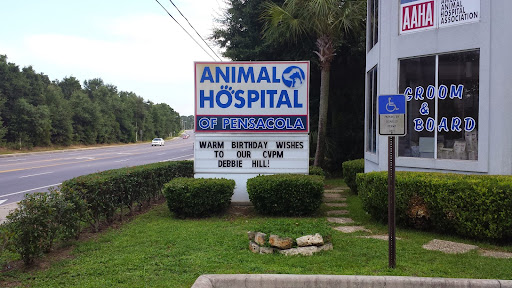 AAHA
ANIMAL
HOSPITAL
ASSOCIATION
ANIMAL
HOSPITAL
OF PENSACOLA
WARM BIRTHDAY WISHES
TO OUR CVPM
DEBBIE HILL!
GROOM
&
BOARD